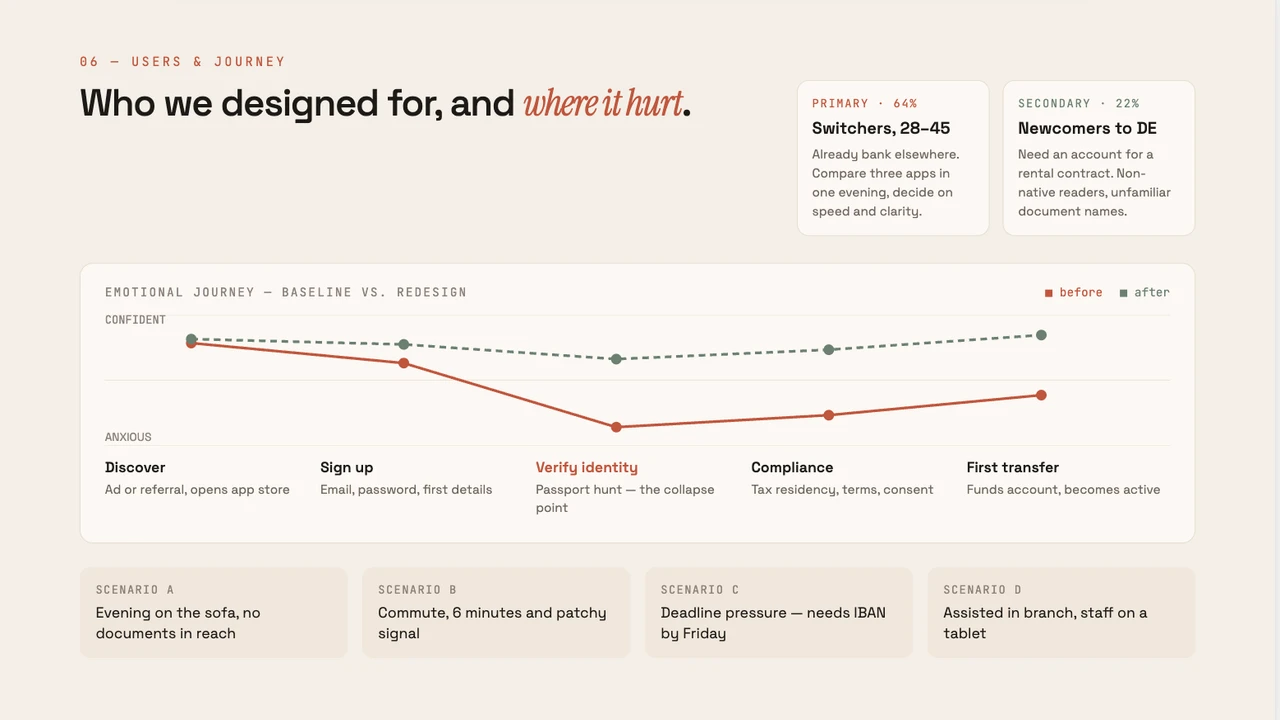 06 — USERS & JOURNEY
Who we designed for, and where it hurt.
PRIMARY · 64%
Switchers, 28–45
Already bank elsewhere.
Compare three apps in
one evening, decide on
speed and clarity.
SECONDARY · 22%
Newcomers to DE
Need an account for a
rental contract. Non-
native readers, unfamiliar
document names.
EMOTIONAL JOURNEY — BASELINE VS. REDESIGN
before
after
CONFIDENT
ANXIOUS
Discover
Ad or referral, opens app store
Sign up
Email, password, first details
Verify identity
Passport hunt — the collapse
point
Compliance
Tax residency, terms, consent
First transfer
Funds account, becomes active
SCENARIO A
Evening on the sofa, no
documents in reach
SCENARIO B
Commute, 6 minutes and patchy
signal
SCENARIO C
Deadline pressure — needs IBAN
by Friday
SCENARIO D
Assisted in branch, staff on a
tablet